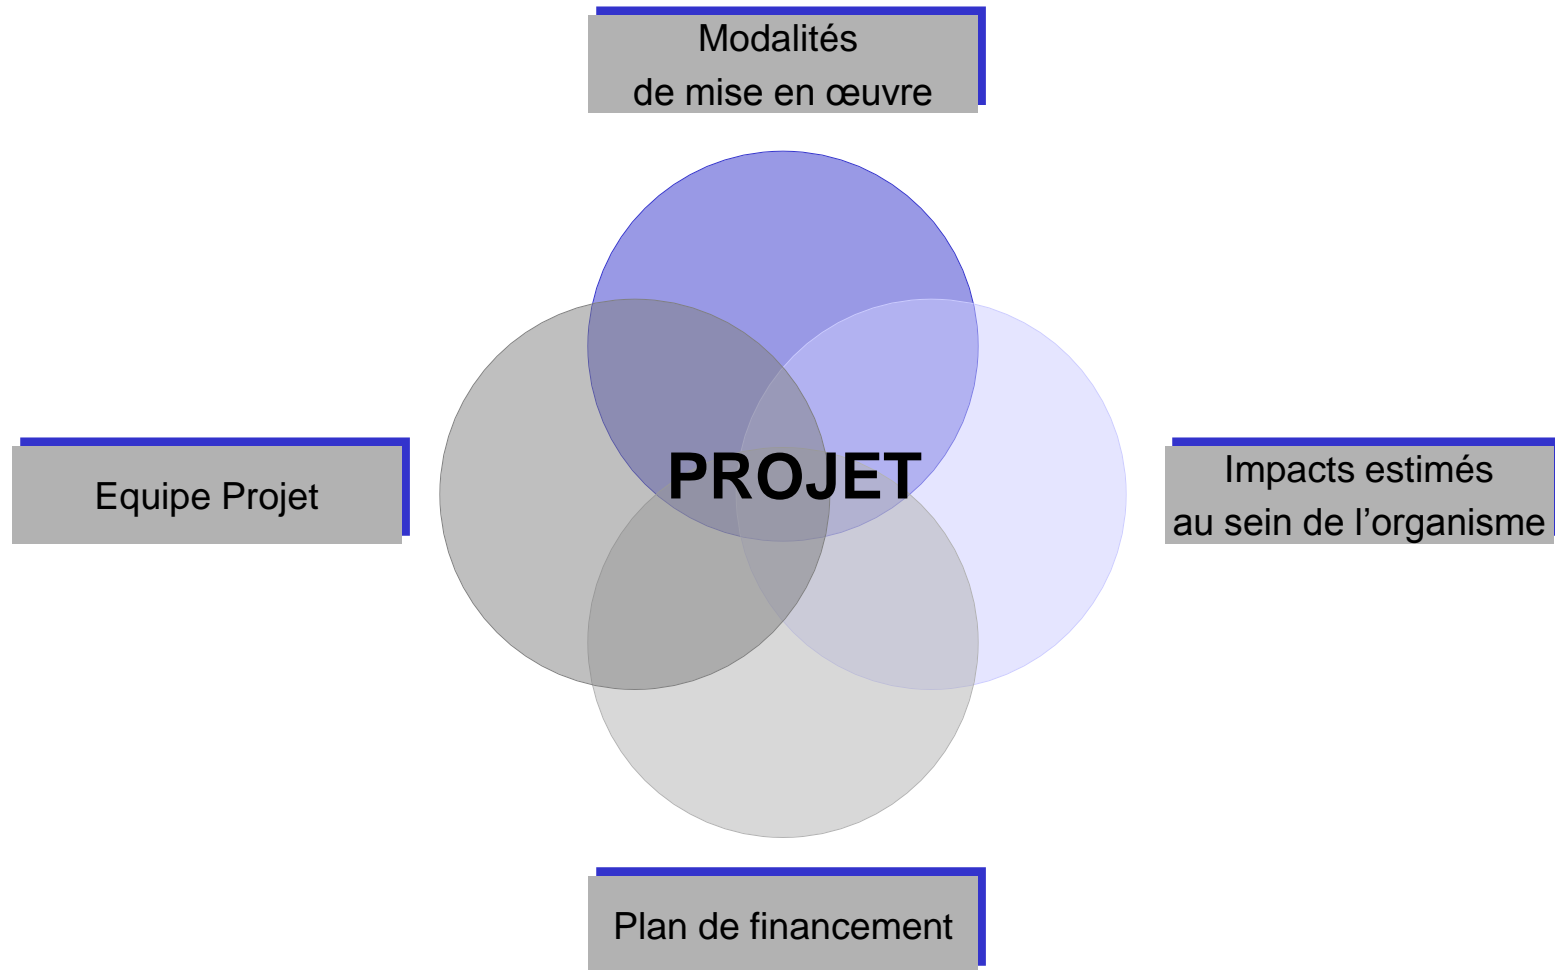 Modalités
de mise en œuvre
PROJET
Equipe Projet
Impacts estimés
au sein de l’organisme
Plan de financement